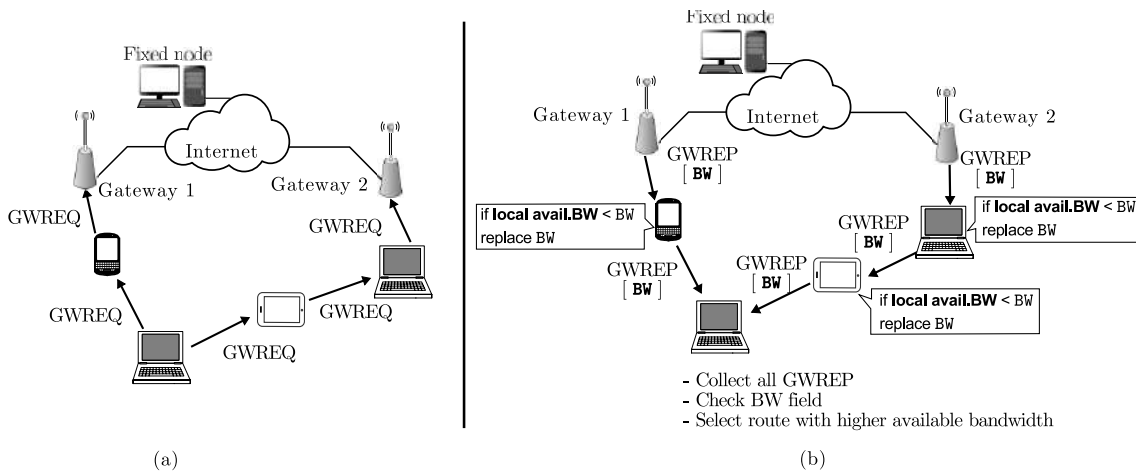 Fixed node
Internet
Gateway 1
Gateway 2
GWREQ
GWREQ
GWREQ
GWREQ
GWREQ
(a)
Fixed node
Gateway 1
Internet
Gateway 2
GWREP
[ BW ]
GWREP
[ BW ]
if local avail.BW < BW
replace BW
if local avail.BW < BW
replace BW
GWREP
[ BW ]
GWREP
[ BW ]
GWREP
[ BW ]
if local avail.BW < BW
replace BW
- Collect all GWREP
- Check BW field
- Select route with higher available bandwidth
(b)